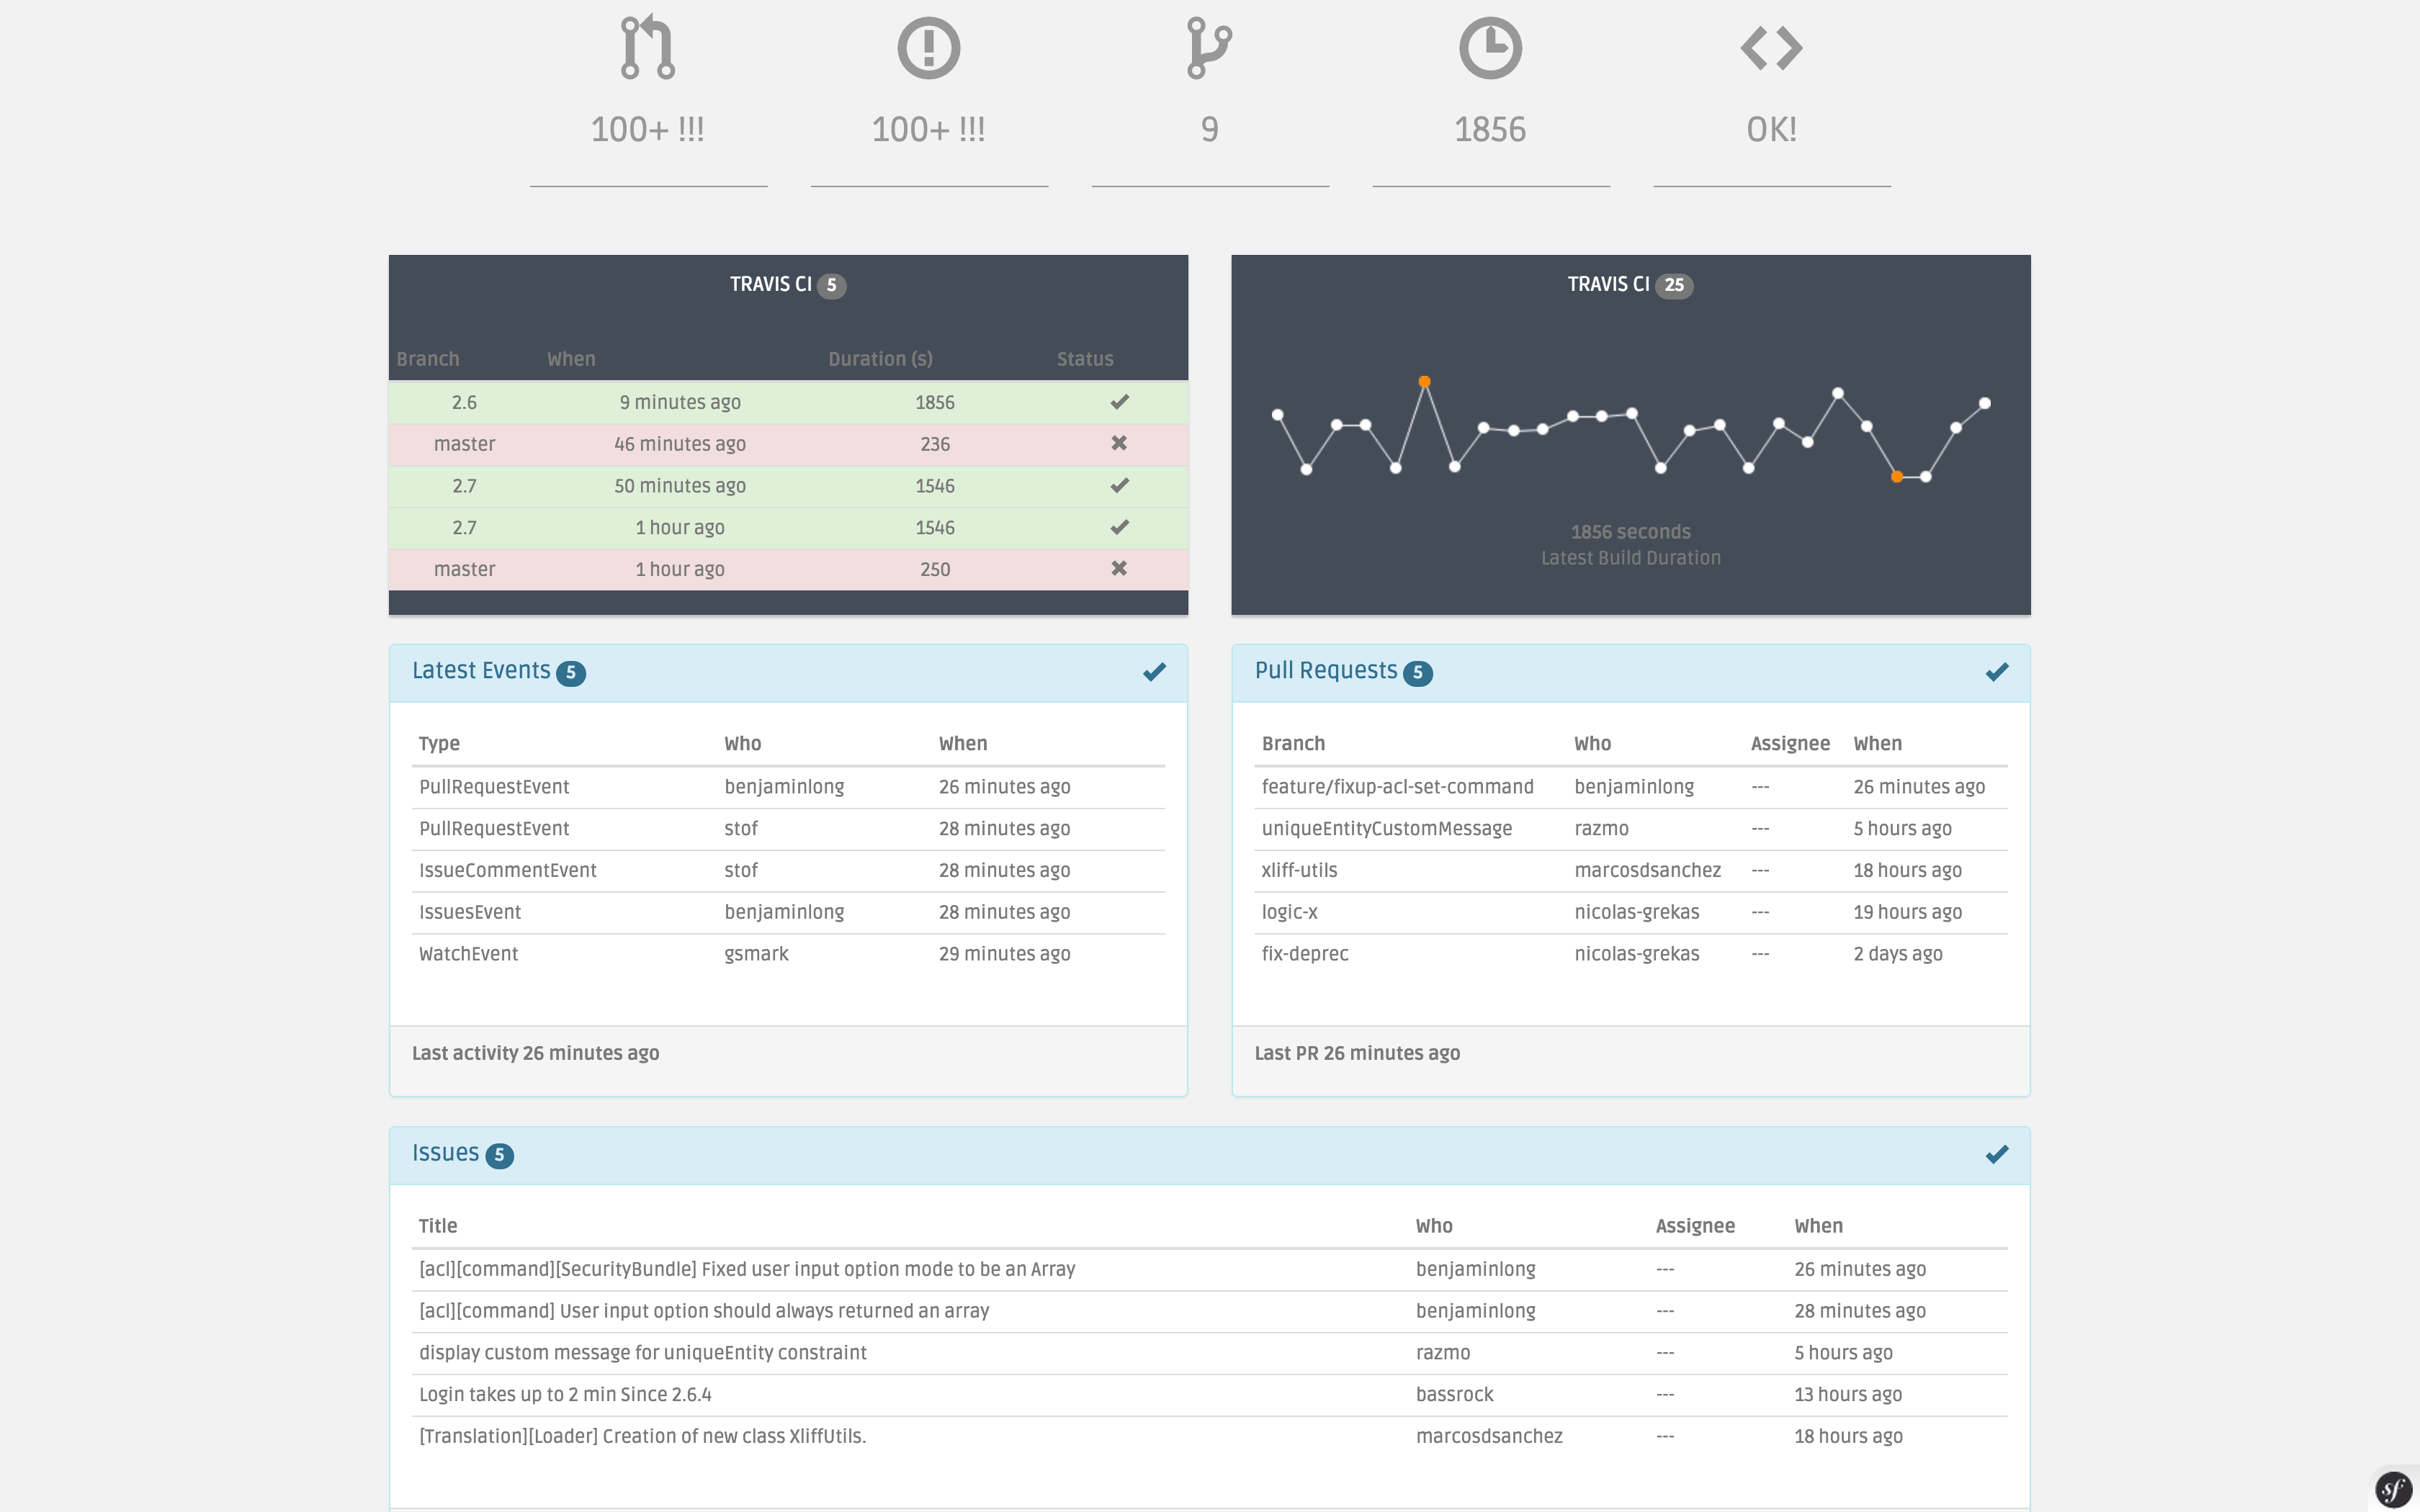 100+ !!! 100+ !!! 9 1856 OK!
TRAVIS CI 5
Branch When Duration (s) Status
2.6 9 minutes ago 1856
master 46 minutes ago 236
2.7 50 minutes ago 1546
2.7 1 hour ago 1546
master 1 hour ago 250
TRAVIS CI 25
1856 seconds
Latest Build Duration
Latest Events 5
Type Who When
PullRequestEvent benjaminlong 26 minutes ago
PullRequestEvent stof 28 minutes ago
IssueCommentEvent stof 28 minutes ago
IssuesEvent benjaminlong 28 minutes ago
WatchEvent gsmark 29 minutes ago
Last activity 26 minutes ago
Pull Requests 5
Branch Who Assignee When
feature/fixup-acl-set-command benjaminlong --- 26 minutes ago
uniqueEntityCustomMessage razmo --- 5 hours ago
xliff-utils marcosdsanchez --- 18 hours ago
logic-x nicolas-grekas --- 19 hours ago
fix-deprec nicolas-grekas --- 2 days ago
Last PR 26 minutes ago
Issues 5
Title Who Assignee When
[acl][command][SecurityBundle] Fixed user input option mode to be an Array benjaminlong --- 26 minutes ago
[acl][command] User input option should always returned an array benjaminlong --- 28 minutes ago
display custom message for uniqueEntity constraint razmo --- 5 hours ago
Login takes up to 2 min Since 2.6.4 bassrock --- 13 hours ago
[Translation][Loader] Creation of new class XliffUtils. marcosdsanchez --- 18 hours ago
sf